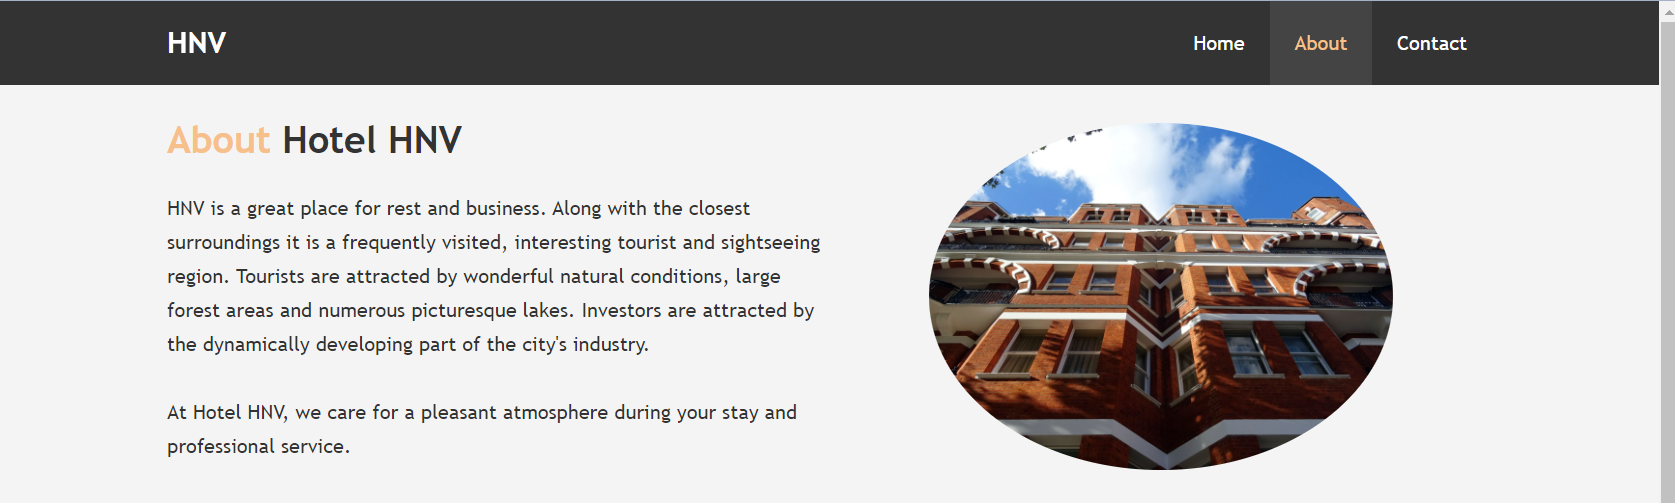 HNV
Home
About
Contact
About Hotel HNV
HNV is a great place for rest and business. Along with the closest
surroundings it is a frequently visited, interesting tourist and sightseeing
region. Tourists are attracted by wonderful natural conditions, large
forest areas and numerous picturesque lakes. Investors are attracted by
the dynamically developing part of the city's industry.
At Hotel HNV, we care for a pleasant atmosphere during your stay and
professional service.